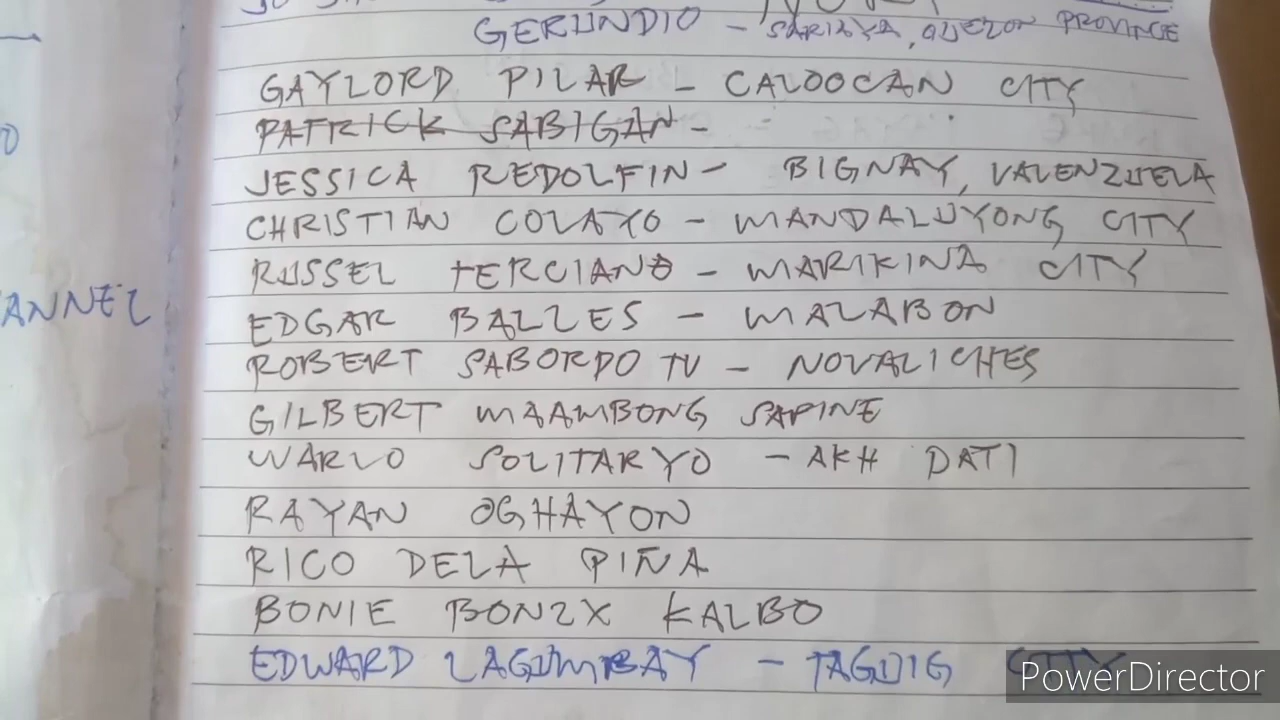 GERUNDIO - SARIAYA, QUEZON PROVINCE
GAYLORD PILAR - CALOOCAN CITY
PATRICK SABIGAN -
JESSICA REDOLFIN - BIGNAY, VALENZUELA
CHRISTIAN COLAYO - MANDALUYONG CITY
RUSSEL TERCIANO - MARIKINA CITY
EDGAR BALLES - MALABON
ANNEL
ROBERT SABORDO TV - NOVALICHES
GILBERT MAAMBONG SAPINE
WARLO SOLITARYO - AKH DATI
RAYAN OGHAYON
RICO DELA PIÑA
BONIE BONZX KALBO
EDWARD LAGUMBAY - TAGUIG CITY
PowerDirector